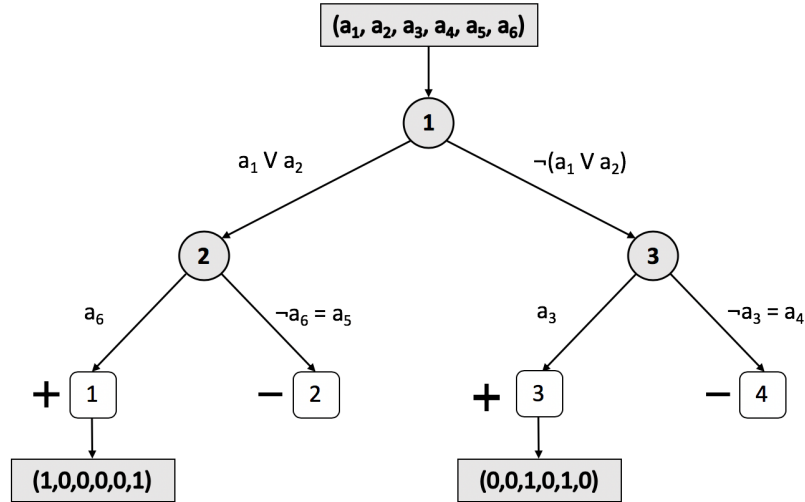 (a₁, a₂, a₃, a₄, a₅, a₆)
1
a₁ V a₂
¬(a₁ V a₂)
2
3
a₆
¬a₆ = a₅
a₃
¬a₃ = a₄
+ 1
− 2
+ 3
− 4
(1,0,0,0,0,1)
(0,0,1,0,1,0)